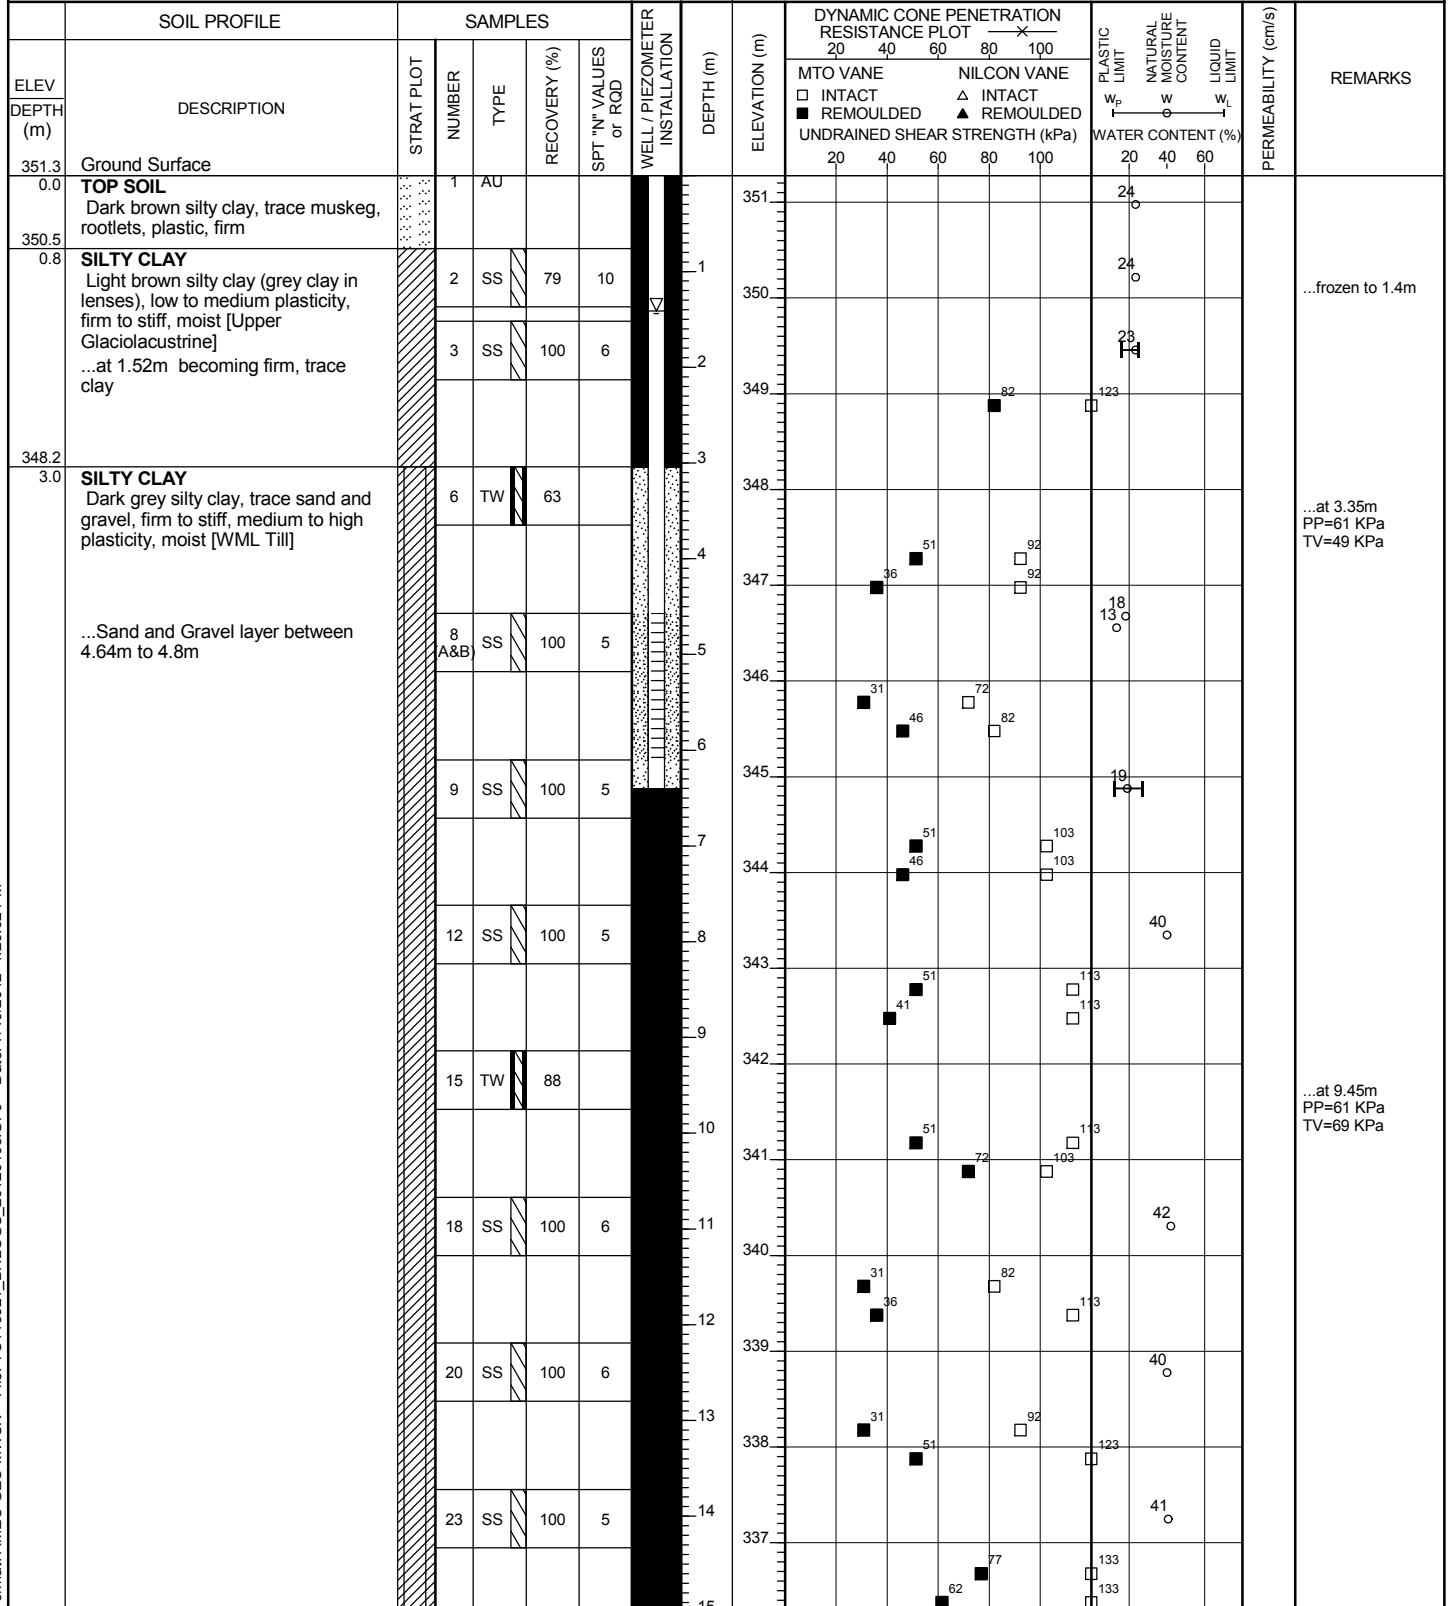 SOIL PROFILE
SAMPLES
ELEV
DEPTH
(m)
DESCRIPTION
STRAT PLOT
NUMBER
TYPE
RECOVERY (%)
SPT "N" VALUES
or RQD
WELL / PIEZOMETER
INSTALLATION
DEPTH (m)
ELEVATION (m)
DYNAMIC CONE PENETRATION
RESISTANCE PLOT
20 40 60 80 100
MTO VANE NILCON VANE
INTACT INTACT
REMOULDED REMOULDED
UNDRAINED SHEAR STRENGTH (kPa)
20 40 60 80 100
PLASTIC
LIMIT
NATURAL
MOISTURE
CONTENT
LIQUID
LIMIT
WP W WL
WATER CONTENT (%)
20 40 60
PERMEABILITY (cm/s)
REMARKS
351.3 Ground Surface
0.0 TOP SOIL
Dark brown silty clay, trace muskeg,
rootlets, plastic, firm
350.5
0.8 SILTY CLAY
Light brown silty clay (grey clay in
lenses), low to medium plasticity,
firm to stiff, moist [Upper
Glaciolacustrine]
...at 1.52m becoming firm, trace
clay
348.2
3.0 SILTY CLAY
Dark grey silty clay, trace sand and
gravel, firm to stiff, medium to high
plasticity, moist [WML Till]
...Sand and Gravel layer between
4.64m to 4.8m
1 AU
2 SS 79 10
3 SS 100 6
6 TW 63
8
(A&B) SS 100 5
9 SS 100 5
12 SS 100 5
15 TW 88
18 SS 100 6
20 SS 100 6
23 SS 100 5
1
2
3
4
5
6
7
8
9
10
11
12
13
14
15
351
350
349
348
347
346
345
344
343
342
341
340
339
338
337
82 123
51 92
36 92
31 72
46 82
51 103
46 103
51 113
41 113
51 113
72 103
31 82
36 113
31 92
51 123
77 133
62 133
24
24
23
18
13
19
40
42
40
41
...frozen to 1.4m
...at 3.35m
PP=61 KPa
TV=49 KPa
...at 9.45m
PP=61 KPa
TV=69 KPa